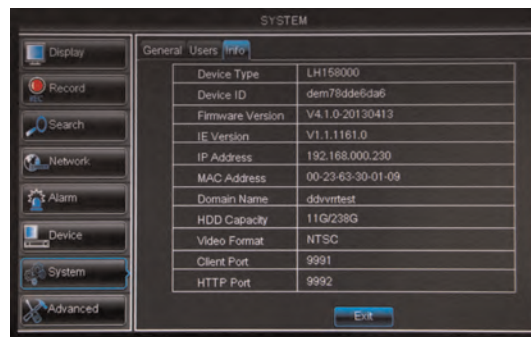 SYSTEM
Display
Record
REC
Search
Network
Alarm
Device
System
Advanced
General Users Info
Device Type LH158000
Device ID dem78dde6da6
Firmware Version V4.1.0-20130413
IE Version V1.1.1161.0
IP Address 192.168.000.230
MAC Address 00-23-63-30-01-09
Domain Name ddvvrtest
HDD Capacity 11G/238G
Video Format NTSC
Client Port 9991
HTTP Port 9992
Exit